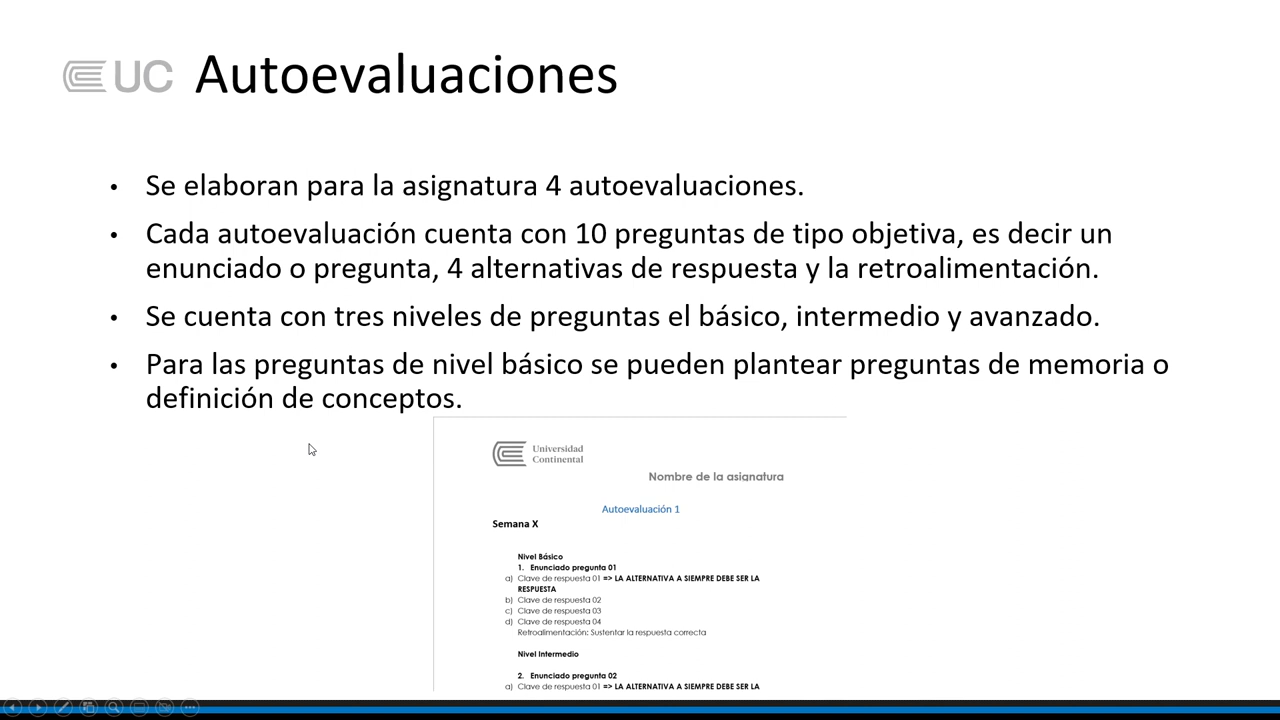 UC Autoevaluaciones
• Se elaboran para la asignatura 4 autoevaluaciones.
• Cada autoevaluación cuenta con 10 preguntas de tipo objetiva, es decir un
enunciado o pregunta, 4 alternativas de respuesta y la retroalimentación.
• Se cuenta con tres niveles de preguntas el básico, intermedio y avanzado.
• Para las preguntas de nivel básico se pueden plantear preguntas de memoria o
definición de conceptos.
Universidad
Continental
Nombre de la asignatura
Autoevaluación 1
Semana X
Nivel Básico
1. Enunciado pregunta 01
a) Clave de respuesta 01 => LA ALTERNATIVA A SIEMPRE DEBE SER LA
RESPUESTA
b) Clave de respuesta 02
c) Clave de respuesta 03
d) Clave de respuesta 04
Retroalimentación: Sustentar la respuesta correcta
Nivel Intermedio
2. Enunciado pregunta 02
a) Clave de respuesta 01 => LA ALTERNATIVA A SIEMPRE DEBE SER LA